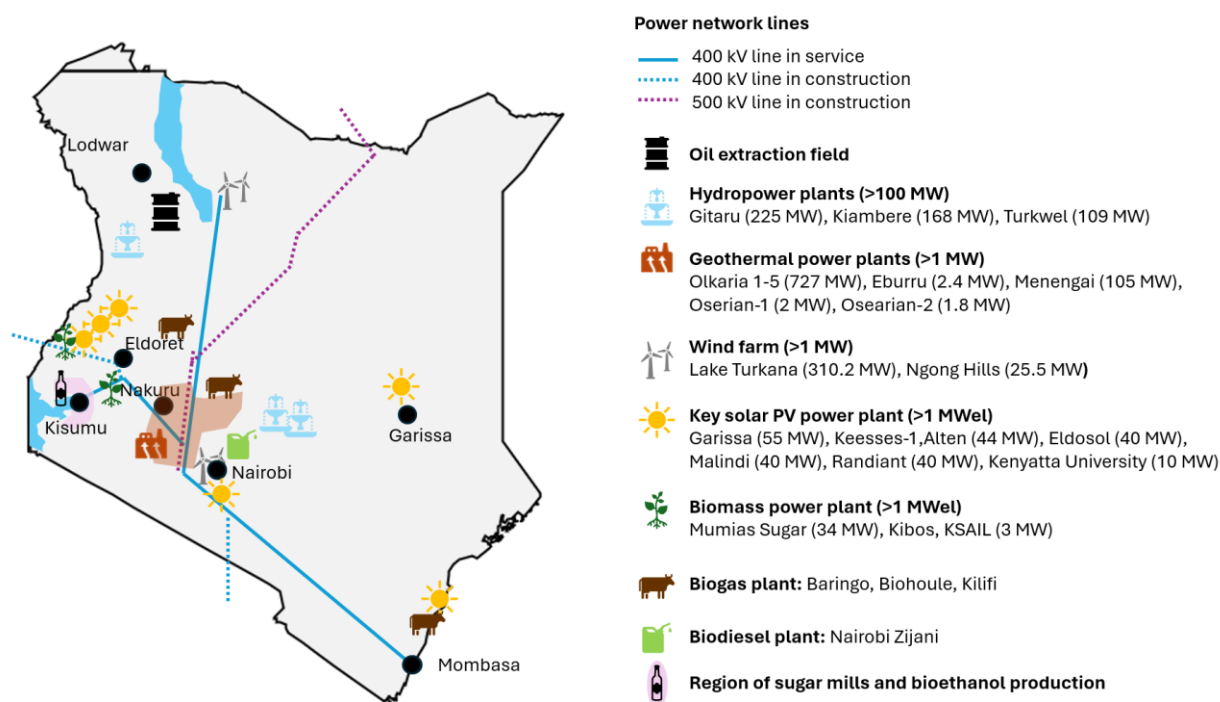 Lodwar
Eldoret
Nakuru
Kisumu
Garissa
Nairobi
Mombasa
Power network lines
400 kV line in service
400 kV line in construction
500 kV line in construction
Oil extraction field
Hydropower plants (>100 MW)
Gitaru (225 MW), Kiambere (168 MW), Turkwel (109 MW)
Geothermal power plants (>1 MW)
Olkaria 1-5 (727 MW), Eburru (2.4 MW), Menengai (105 MW),
Oserian-1 (2 MW), Osearian-2 (1.8 MW)
Wind farm (>1 MW)
Lake Turkana (310.2 MW), Ngong Hills (25.5 MW)
Key solar PV power plant (>1 MWel)
Garissa (55 MW), Keesses-1,Alten (44 MW), Eldosol (40 MW),
Malindi (40 MW), Randiant (40 MW), Kenyatta University (10 MW)
Biomass power plant (>1 MWel)
Mumias Sugar (34 MW), Kibos, KSAIL (3 MW)
Biogas plant: Baringo, Biohoule, Kilifi
Biodiesel plant: Nairobi Zijani
Region of sugar mills and bioethanol production